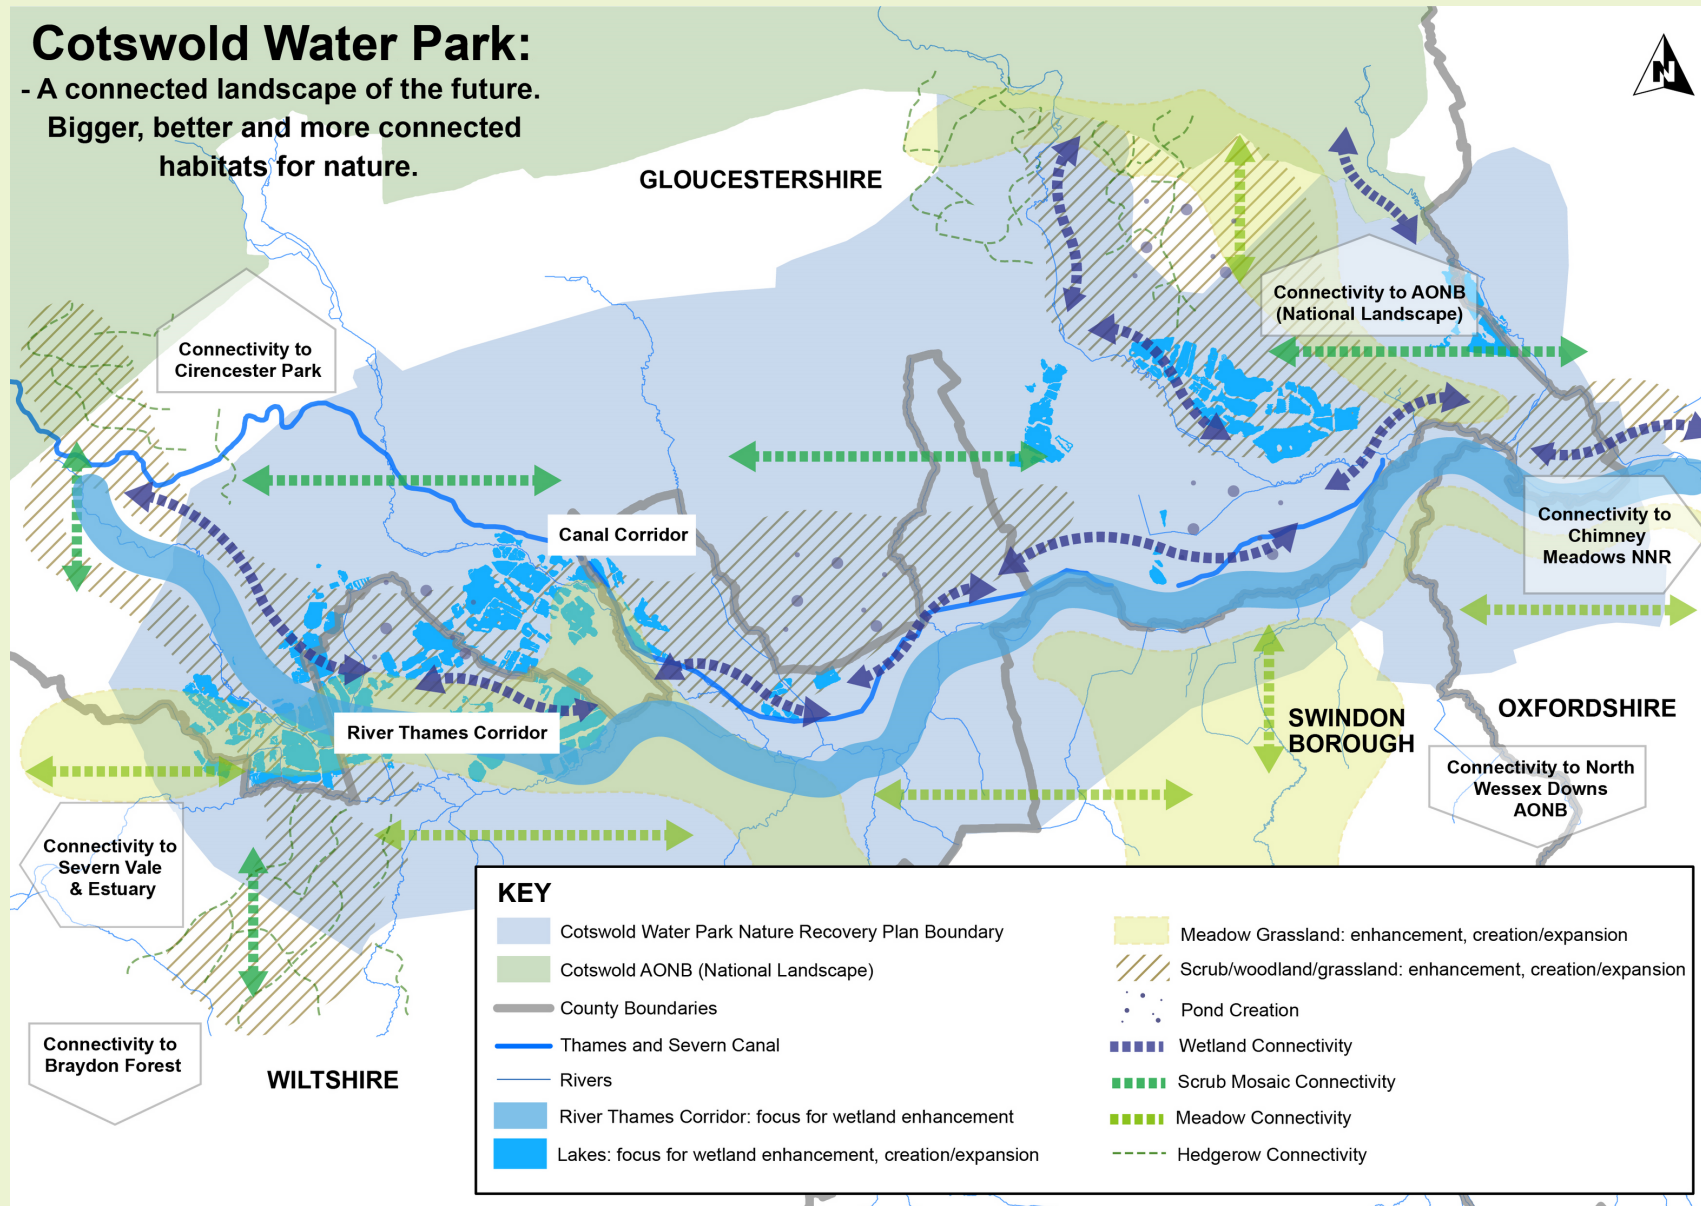 Cotswold Water Park:
- A connected landscape of the future.
Bigger, better and more connected
habitats for nature.
N
GLOUCESTERSHIRE
Connectivity to AONB
(National Landscape)
Connectivity to
Cirencester Park
Canal Corridor
Connectivity to
Chimney
Meadows NNR
River Thames Corridor
SWINDON
BOROUGH
OXFORDSHIRE
Connectivity to North
Wessex Downs
AONB
Connectivity to
Severn Vale
& Estuary
Connectivity to
Braydon Forest
WILTSHIRE
KEY
Cotswold Water Park Nature Recovery Plan Boundary
Cotswold AONB (National Landscape)
County Boundaries
Thames and Severn Canal
Rivers
River Thames Corridor: focus for wetland enhancement
Lakes: focus for wetland enhancement, creation/expansion
Meadow Grassland: enhancement, creation/expansion
Scrub/woodland/grassland: enhancement, creation/expansion
Pond Creation
Wetland Connectivity
Scrub Mosaic Connectivity
Meadow Connectivity
Hedgerow Connectivity